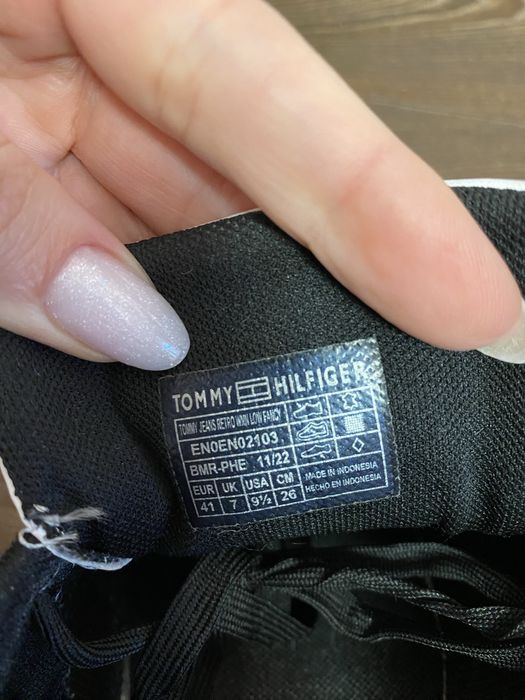 TOMMY HILFIGER
TOMMY JEANS RETRO WMN LOW FANCY
EN0EN02103
BMR-PHE 11/22
EUR UK USA CM
41 7 9½ 26
MADE IN INDONESIA
HECHO EN INDONESIA